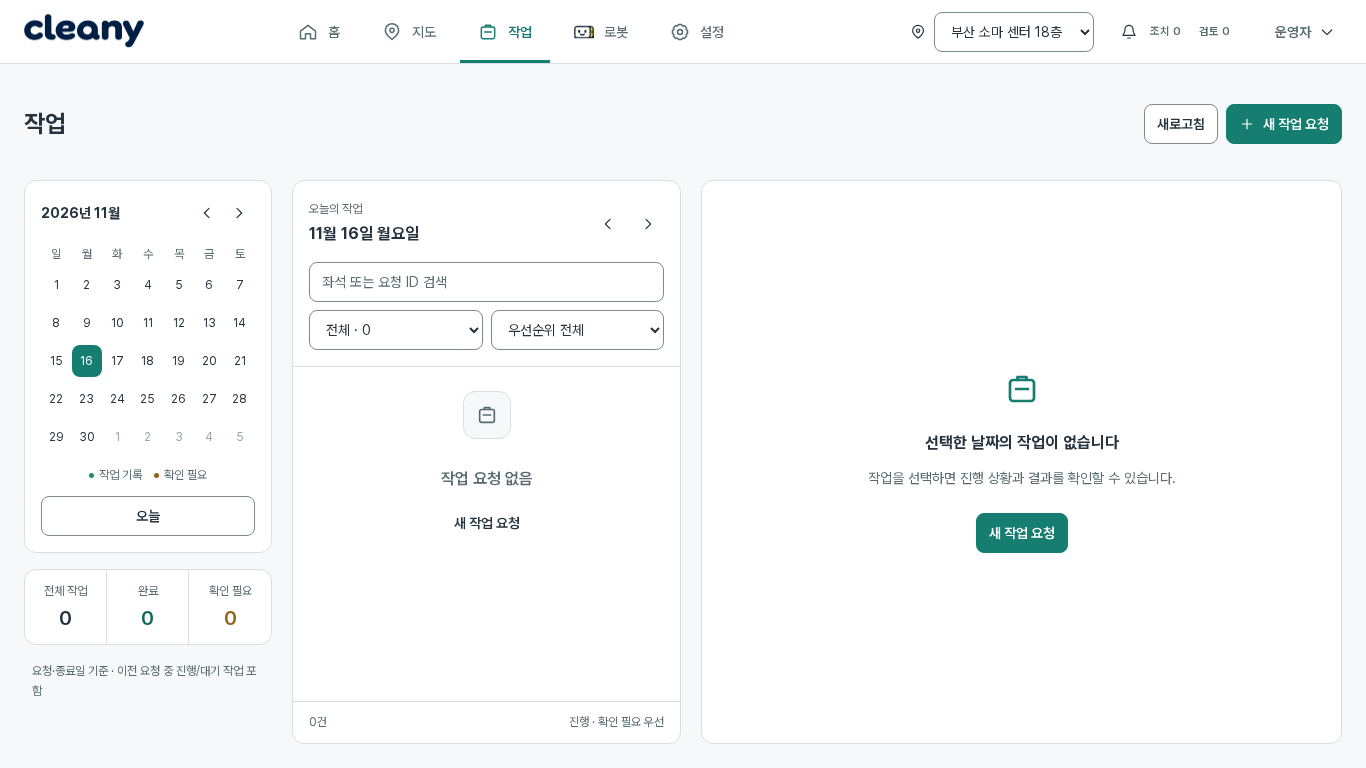 cleany
홈
지도
작업
로봇
설정
부산 소마 센터 18층
조치 0
검토 0
운영자
작업
새로고침
새 작업 요청
2026년 11월
일 월 화 수 목 금 토
1 2 3 4 5 6 7
8 9 10 11 12 13 14
15 16 17 18 19 20 21
22 23 24 25 26 27 28
29 30 1 2 3 4 5
작업 기록 확인 필요
오늘
전체 작업
0
완료
0
확인 필요
0
요청·종료일 기준 · 이전 요청 중 진행/대기 작업 포
함
오늘의 작업
11월 16일 월요일
좌석 또는 요청 ID 검색
전체 · 0
우선순위 전체
작업 요청 없음
새 작업 요청
0건
진행 · 확인 필요 우선
선택한 날짜의 작업이 없습니다
작업을 선택하면 진행 상황과 결과를 확인할 수 있습니다.
새 작업 요청